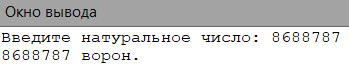 Окно вывода
Введите натуральное число: 8688787
8688787 ворон.